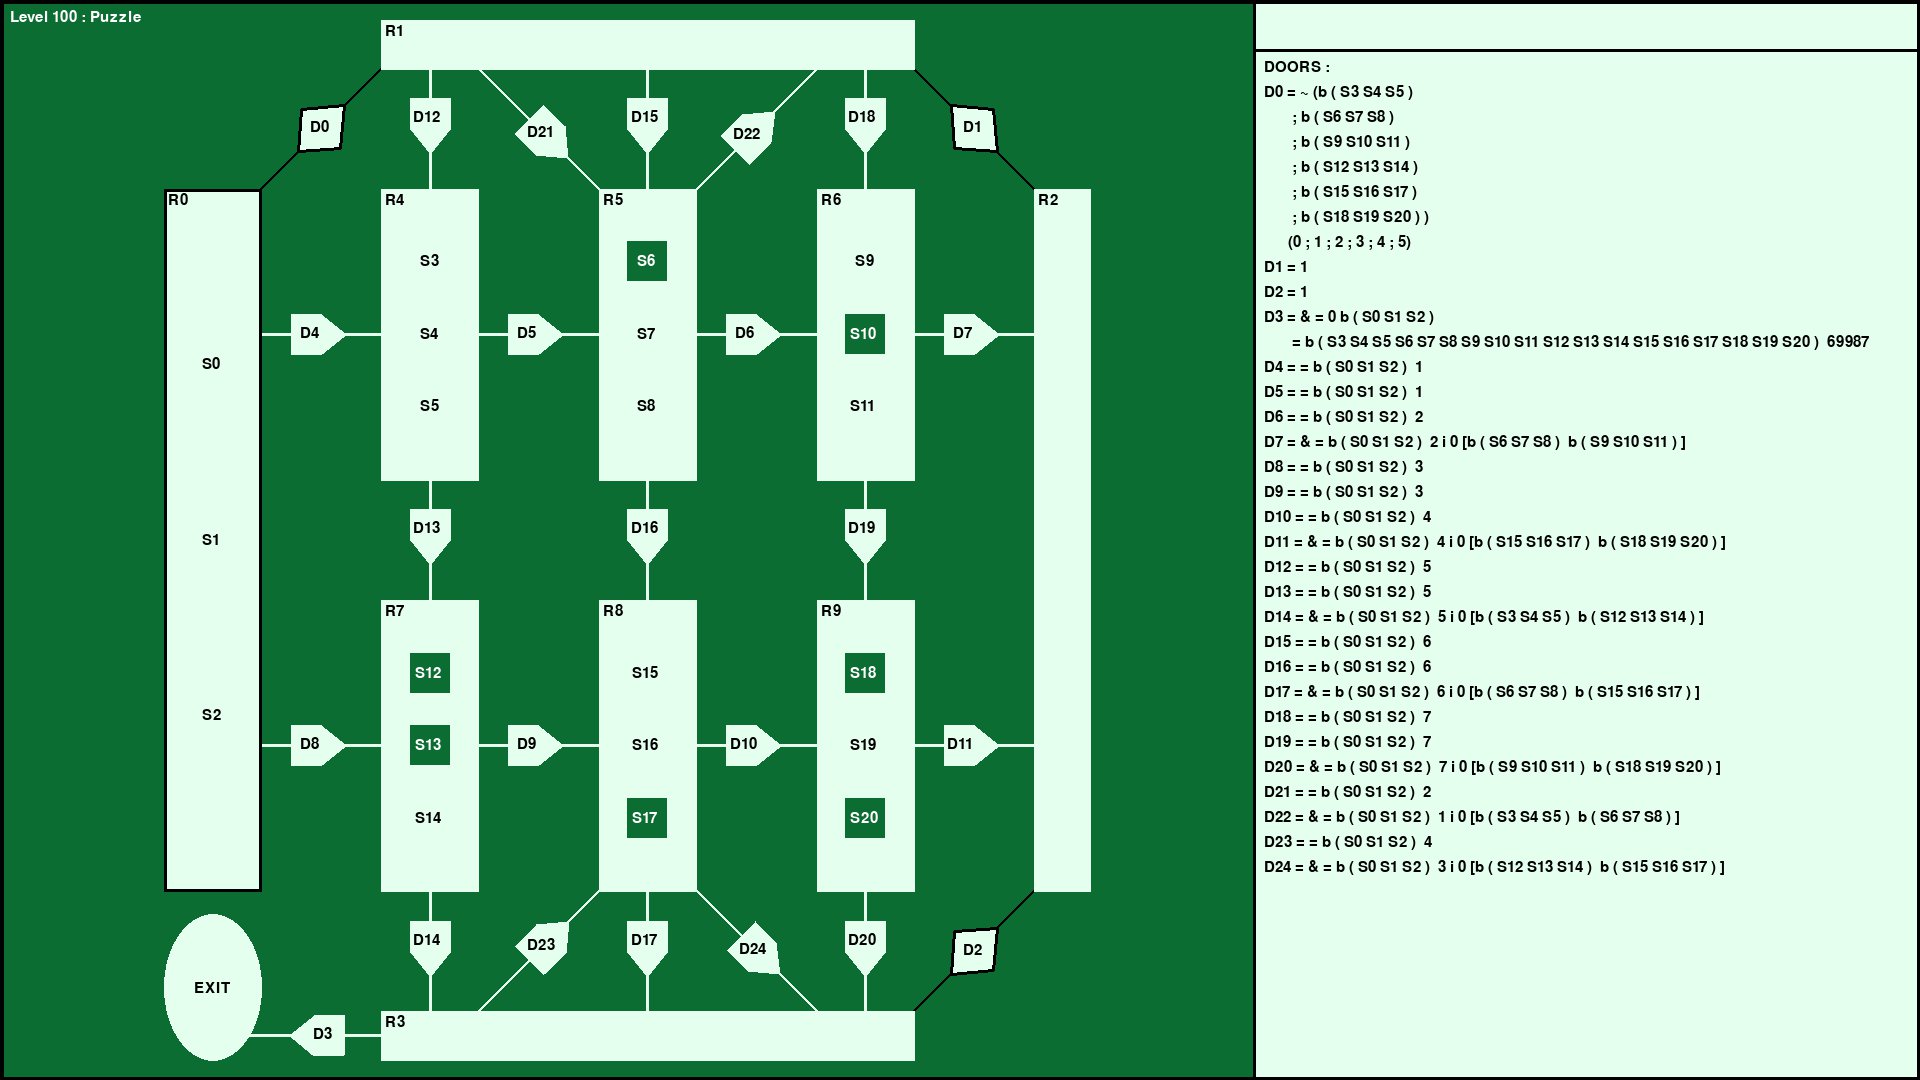 Level 100 : Puzzle
R1
D0
D12
D21
D15
D22
D18
D1
R0
R4
R5
R6
R2
S3
S6
S9
D4
S4
D5
S7
D6
S10
D7
S0
S5
S8
S11
D13
D16
D19
S1
R7
R8
R9
S12
S15
S18
S2
D8
S13
D9
S16
D10
S19
D11
S14
S17
S20
D14
D23
D17
D24
D20
D2
EXIT
R3
D3
DOORS :
D0 = ~ (b ( S3 S4 S5 )
; b ( S6 S7 S8 )
; b ( S9 S10 S11 )
; b ( S12 S13 S14 )
; b ( S15 S16 S17 )
; b ( S18 S19 S20 ) )
(0 ; 1 ; 2 ; 3 ; 4 ; 5)
D1 = 1
D2 = 1
D3 = & = 0 b ( S0 S1 S2 )
= b ( S3 S4 S5 S6 S7 S8 S9 S10 S11 S12 S13 S14 S15 S16 S17 S18 S19 S20 ) 69987
D4 = = b ( S0 S1 S2 ) 1
D5 = = b ( S0 S1 S2 ) 1
D6 = = b ( S0 S1 S2 ) 2
D7 = & = b ( S0 S1 S2 ) 2 i 0 [b ( S6 S7 S8 ) b ( S9 S10 S11 ) ]
D8 = = b ( S0 S1 S2 ) 3
D9 = = b ( S0 S1 S2 ) 3
D10 = = b ( S0 S1 S2 ) 4
D11 = & = b ( S0 S1 S2 ) 4 i 0 [b ( S15 S16 S17 ) b ( S18 S19 S20 ) ]
D12 = = b ( S0 S1 S2 ) 5
D13 = = b ( S0 S1 S2 ) 5
D14 = & = b ( S0 S1 S2 ) 5 i 0 [b ( S3 S4 S5 ) b ( S12 S13 S14 ) ]
D15 = = b ( S0 S1 S2 ) 6
D16 = = b ( S0 S1 S2 ) 6
D17 = & = b ( S0 S1 S2 ) 6 i 0 [b ( S6 S7 S8 ) b ( S15 S16 S17 ) ]
D18 = = b ( S0 S1 S2 ) 7
D19 = = b ( S0 S1 S2 ) 7
D20 = & = b ( S0 S1 S2 ) 7 i 0 [b ( S9 S10 S11 ) b ( S18 S19 S20 ) ]
D21 = = b ( S0 S1 S2 ) 2
D22 = & = b ( S0 S1 S2 ) 1 i 0 [b ( S3 S4 S5 ) b ( S6 S7 S8 ) ]
D23 = = b ( S0 S1 S2 ) 4
D24 = & = b ( S0 S1 S2 ) 3 i 0 [b ( S12 S13 S14 ) b ( S15 S16 S17 ) ]